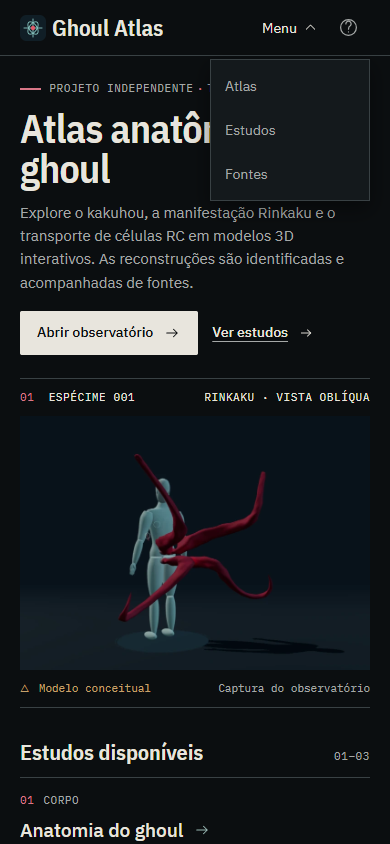 Ghoul Atlas
Menu
Atlas
Estudos
Fontes
PROJETO INDEPENDENTE ·
Atlas
ghoul
Explore o kakuhou, a manifestação Rinkaku e o
transporte de células RC em modelos 3D
interativos. As reconstruções são identificadas e
acompanhadas de fontes.
Abrir observatório →
Ver estudos →
01 ESPÉCIME 001
RINKAKU · VISTA OBLÍQUA
△ Modelo conceitual
Captura do observatório
Estudos disponíveis
01–03
01 CORPO
Anatomia do ghoul →